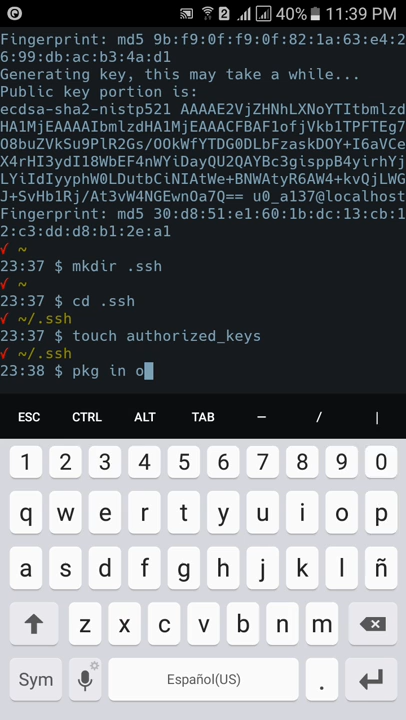 2 40% 11:39 PM
Fingerprint: md5 9b:f9:0f:f9:0f:82:1a:63:e4:2
6:99:db:ac:b3:4a:d1
Generating key, this may take a while...
Public key portion is:
ecdsa-sha2-nistp521 AAAAE2VjZHNhLXNoYTItbmlzd
HA1MjEAAAAIbmlzdHA1MjEAAACFBAF1ofjVkb1TPFTEg7
O8buZVkSu9PlR2Gs/OOkWfYTDG0DLbFzaskDOY+I6aVCe
X4rHI3ydI18WbEF4nWYiDayQU2QAYBc3gisppB4yirhYj
LYiIdIyyphW0LDutbCiNIAtWe+BNWAtyR6AW4+kvQjLWG
J+SvHb1Rj/At3vW4NGEwnOa7Q== u0_a137@localhost
Fingerprint: md5 30:d8:51:e1:60:1b:dc:13:cb:1
2:c3:dd:d8:b1:2e:a1
✓ ~
23:37 $ mkdir .ssh
✓ ~
23:37 $ cd .ssh
✓ ~/.ssh
23:37 $ touch authorized_keys
✓ ~/.ssh
23:38 $ pkg in o
ESC CTRL ALT TAB — / |
1 2 3 4 5 6 7 8 9 0
q w e r t y u i o p
a s d f g h j k l ñ
z x c v b n m
Sym Español(US) .